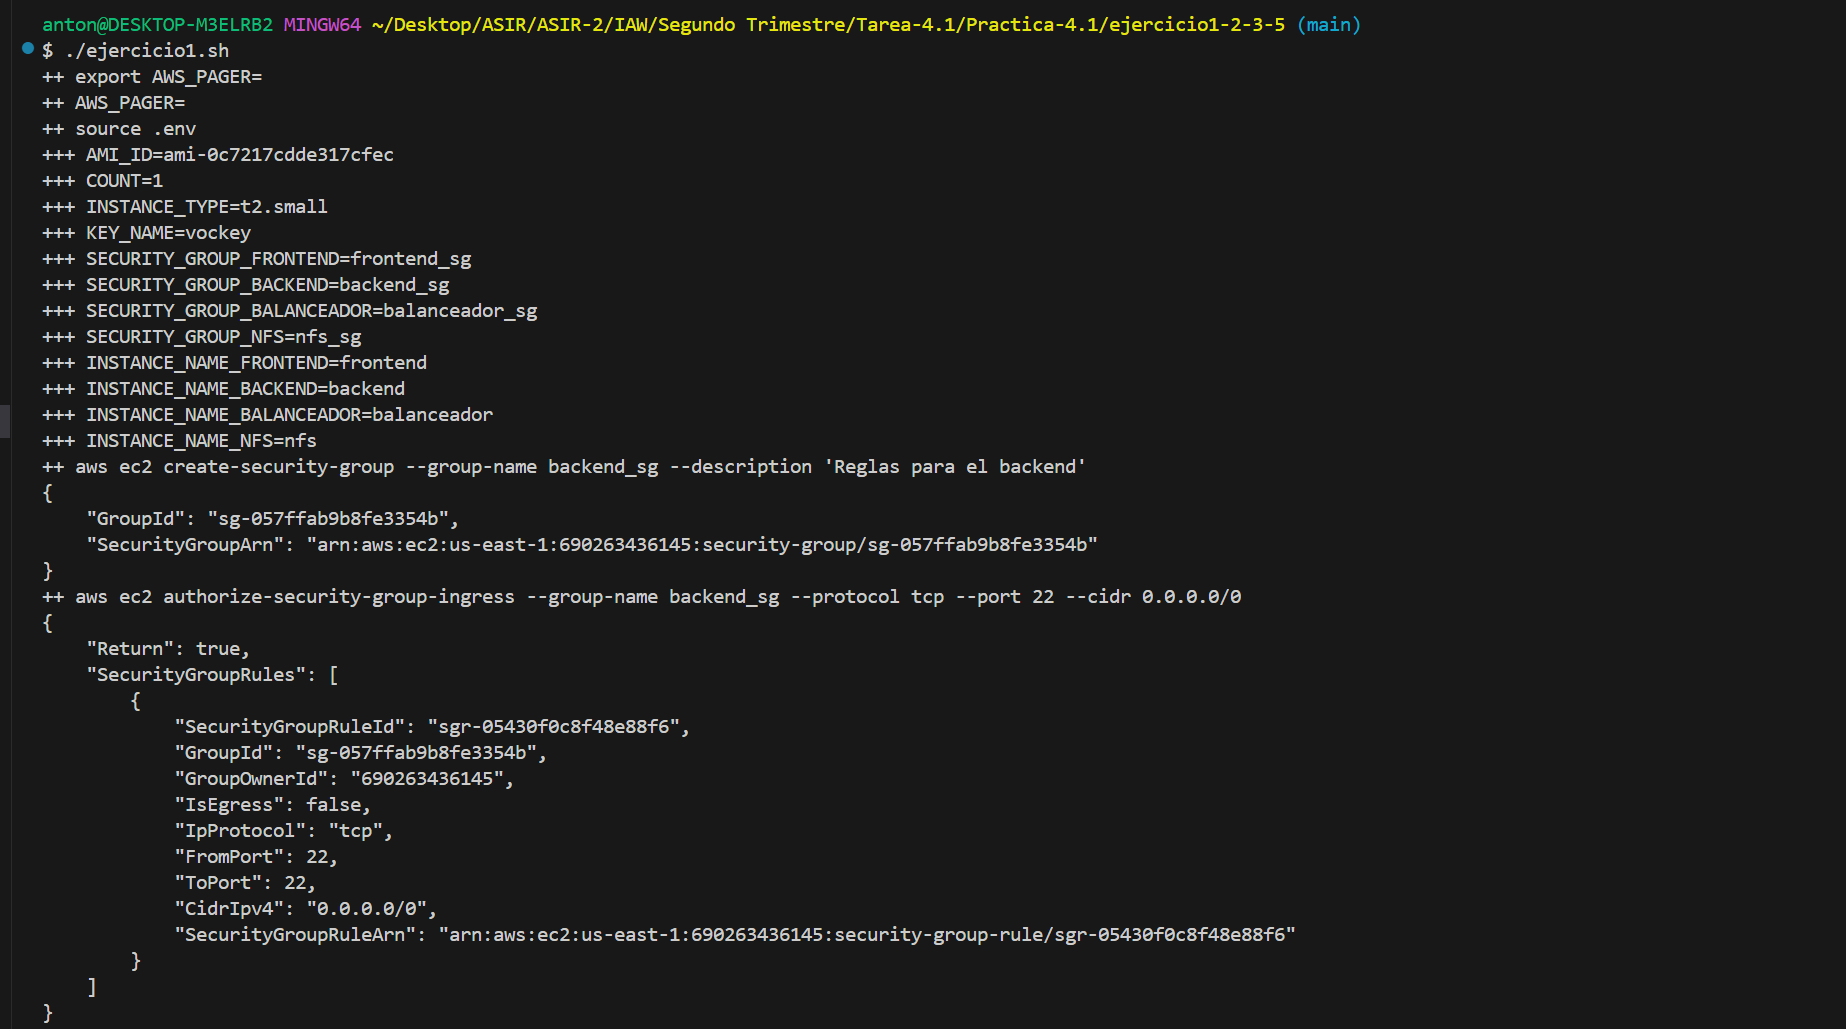 anton@DESKTOP-M3ELRB2 MINGW64 ~/Desktop/ASIR/ASIR-2/IAW/Segundo Trimestre/Tarea-4.1/Practica-4.1/ejercicio1-2-3-5 (main)
$ ./ejercicio1.sh
++ export AWS_PAGER=
++ AWS_PAGER=
++ source .env
+++ AMI_ID=ami-0c7217cdde317cfec
+++ COUNT=1
+++ INSTANCE_TYPE=t2.small
+++ KEY_NAME=vockey
+++ SECURITY_GROUP_FRONTEND=frontend_sg
+++ SECURITY_GROUP_BACKEND=backend_sg
+++ SECURITY_GROUP_BALANCEADOR=balanceador_sg
+++ SECURITY_GROUP_NFS=nfs_sg
+++ INSTANCE_NAME_FRONTEND=frontend
+++ INSTANCE_NAME_BACKEND=backend
+++ INSTANCE_NAME_BALANCEADOR=balanceador
+++ INSTANCE_NAME_NFS=nfs
++ aws ec2 create-security-group --group-name backend_sg --description 'Reglas para el backend'
{
    "GroupId": "sg-057ffab9b8fe3354b",
    "SecurityGroupArn": "arn:aws:ec2:us-east-1:690263436145:security-group/sg-057ffab9b8fe3354b"
}
++ aws ec2 authorize-security-group-ingress --group-name backend_sg --protocol tcp --port 22 --cidr 0.0.0.0/0
{
    "Return": true,
    "SecurityGroupRules": [
        {
            "SecurityGroupRuleId": "sgr-05430f0c8f48e88f6",
            "GroupId": "sg-057ffab9b8fe3354b",
            "GroupOwnerId": "690263436145",
            "IsEgress": false,
            "IpProtocol": "tcp",
            "FromPort": 22,
            "ToPort": 22,
            "CidrIpv4": "0.0.0.0/0",
            "SecurityGroupRuleArn": "arn:aws:ec2:us-east-1:690263436145:security-group-rule/sgr-05430f0c8f48e88f6"
        }
    ]
}